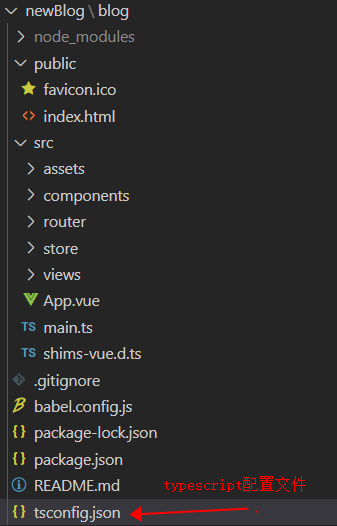 newBlog \ blog
node_modules
public
favicon.ico
<> index.html
src
assets
components
router
store
views
App.vue
TS main.ts
TS shims-vue.d.ts
.gitignore
B babel.config.js
{ } package-lock.json
{ } package.json
README.md typescript配置文件
{ } tsconfig.json